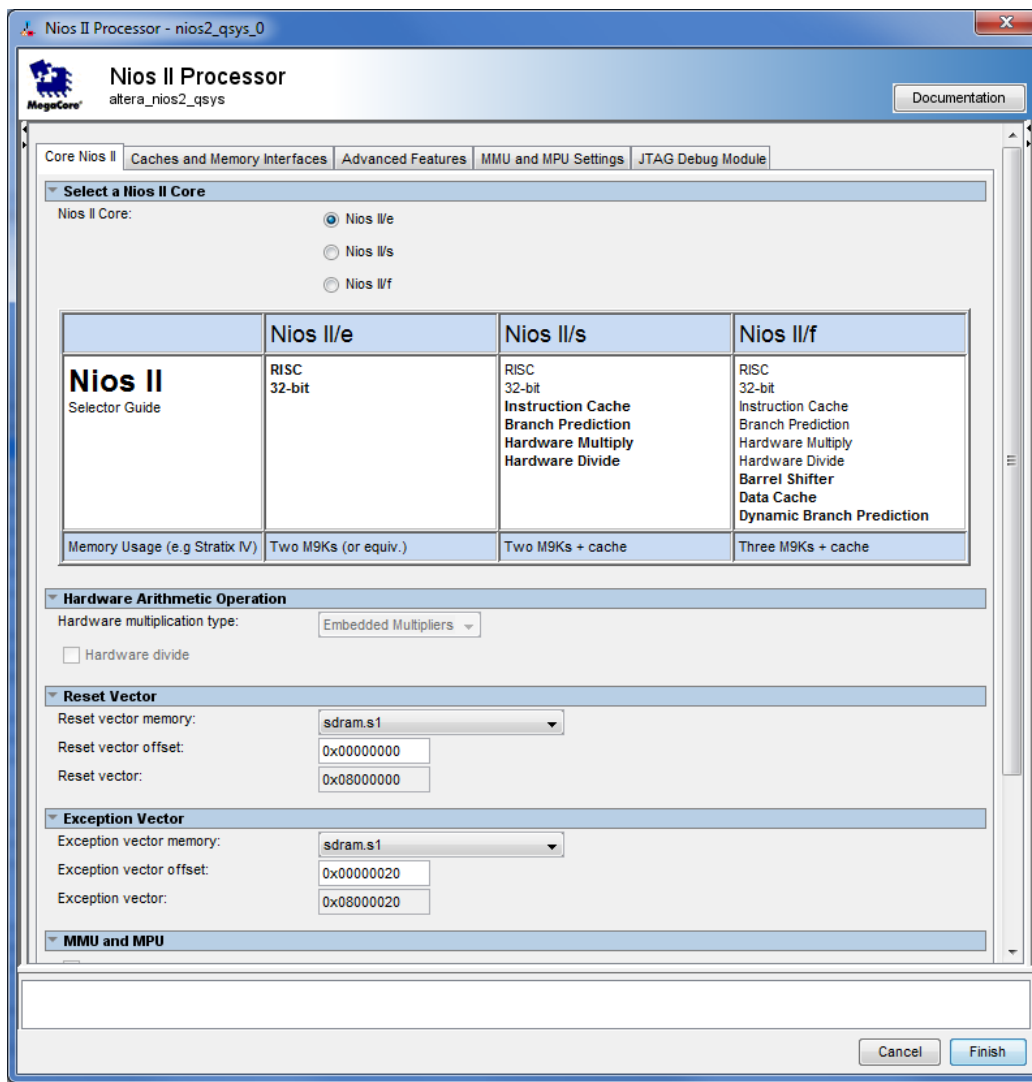 Nios II Processor - nios2_qsys_0
MegaCore®
Nios II Processor
altera_nios2_qsys
Documentation
Core Nios II Caches and Memory Interfaces Advanced Features MMU and MPU Settings JTAG Debug Module
Select a Nios II Core
Nios II Core:
Nios II/e
Nios II/s
Nios II/f
Nios II/e Nios II/s Nios II/f
Nios II
Selector Guide
RISC
32-bit
RISC
32-bit
Instruction Cache
Branch Prediction
Hardware Multiply
Hardware Divide
RISC
32-bit
Instruction Cache
Branch Prediction
Hardware Multiply
Hardware Divide
Barrel Shifter
Data Cache
Dynamic Branch Prediction
Memory Usage (e.g Stratix IV) Two M9Ks (or equiv.) Two M9Ks + cache Three M9Ks + cache
Hardware Arithmetic Operation
Hardware multiplication type: Embedded Multipliers
Hardware divide
Reset Vector
Reset vector memory: sdram.s1
Reset vector offset: 0x00000000
Reset vector: 0x08000000
Exception Vector
Exception vector memory: sdram.s1
Exception vector offset: 0x00000020
Exception vector: 0x08000020
MMU and MPU
Cancel Finish